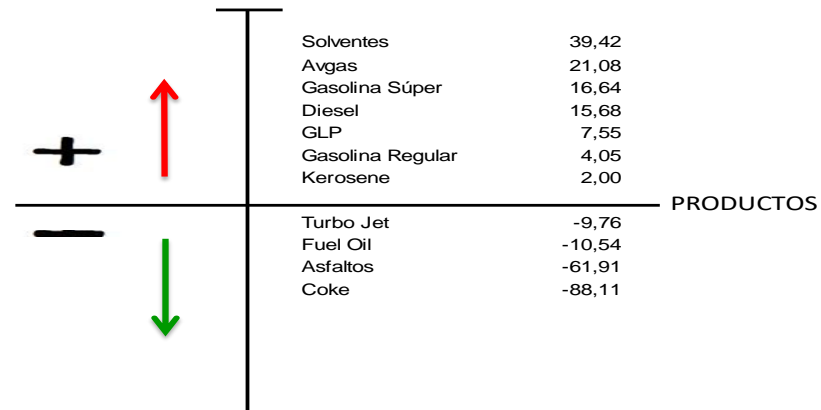 Solventes 39,42
Avgas 21,08
Gasolina Súper 16,64
Diesel 15,68
GLP 7,55
Gasolina Regular 4,05
Kerosene 2,00
PRODUCTOS
Turbo Jet -9,76
Fuel Oil -10,54
Asfaltos -61,91
Coke -88,11